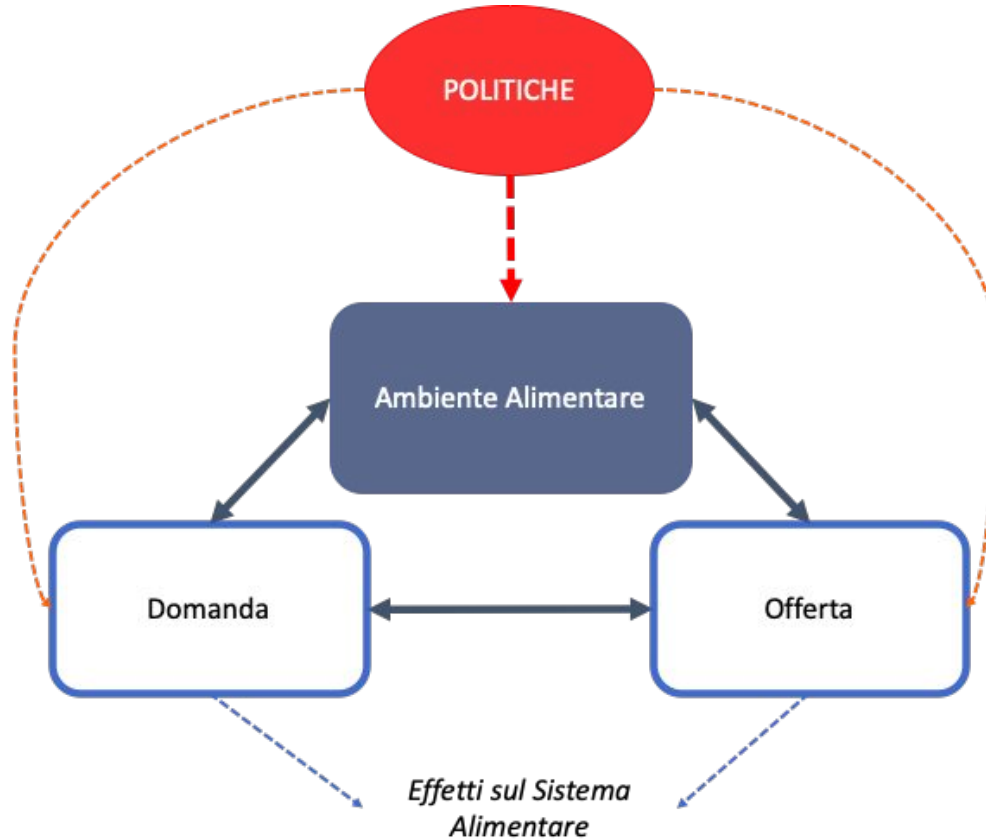 POLITICHE
Ambiente Alimentare
Domanda
Offerta
Effetti sul Sistema
Alimentare